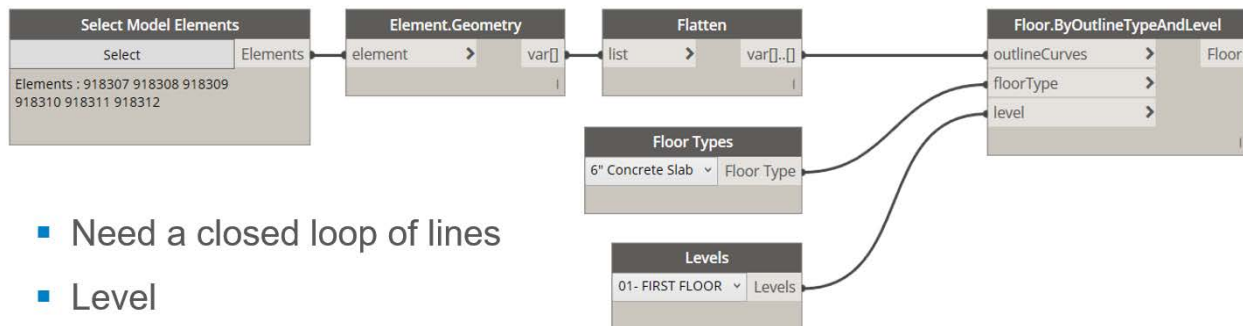 Select Model Elements
Select
Elements
Elements : 918307 918308 918309
918310 918311 918312
Element.Geometry
element > var[]
Flatten
list > var[]..[]
Floor Types
6" Concrete Slab
Floor Type
Levels
01- FIRST FLOOR
Levels
Floor.ByOutlineTypeAndLevel
outlineCurves > Floor
floorType >
level >
▪ Need a closed loop of lines
▪ Level